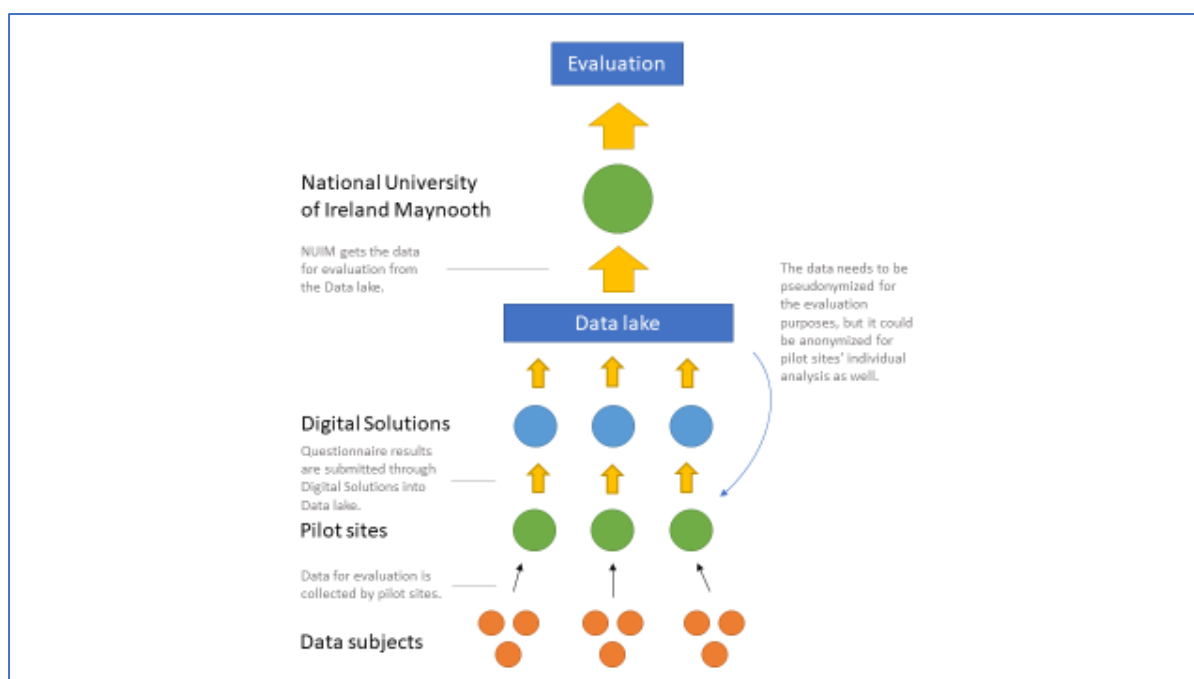 Evaluation
National University
of Ireland Maynooth
NUIM gets the data
for evaluation from
the Data lake.
The data needs to be
pseudonymized for
the evaluation
purposes, but it could
be anonymized for
pilot sites' individual
analysis as well.
Data lake
Digital Solutions
Questionnaire results
are submitted through
Digital Solutions into
Data lake.
Pilot sites
Data for evaluation is
collected by pilot sites.
Data subjects